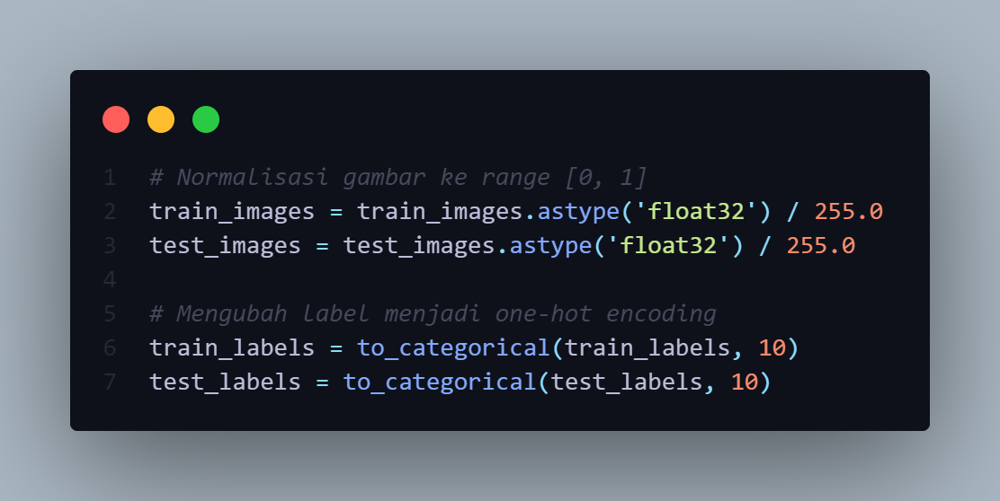 1 # Normalisasi gambar ke range [0, 1]
2 train_images = train_images.astype('float32') / 255.0
3 test_images = test_images.astype('float32') / 255.0
4
5 # Mengubah label menjadi one-hot encoding
6 train_labels = to_categorical(train_labels, 10)
7 test_labels = to_categorical(test_labels, 10)